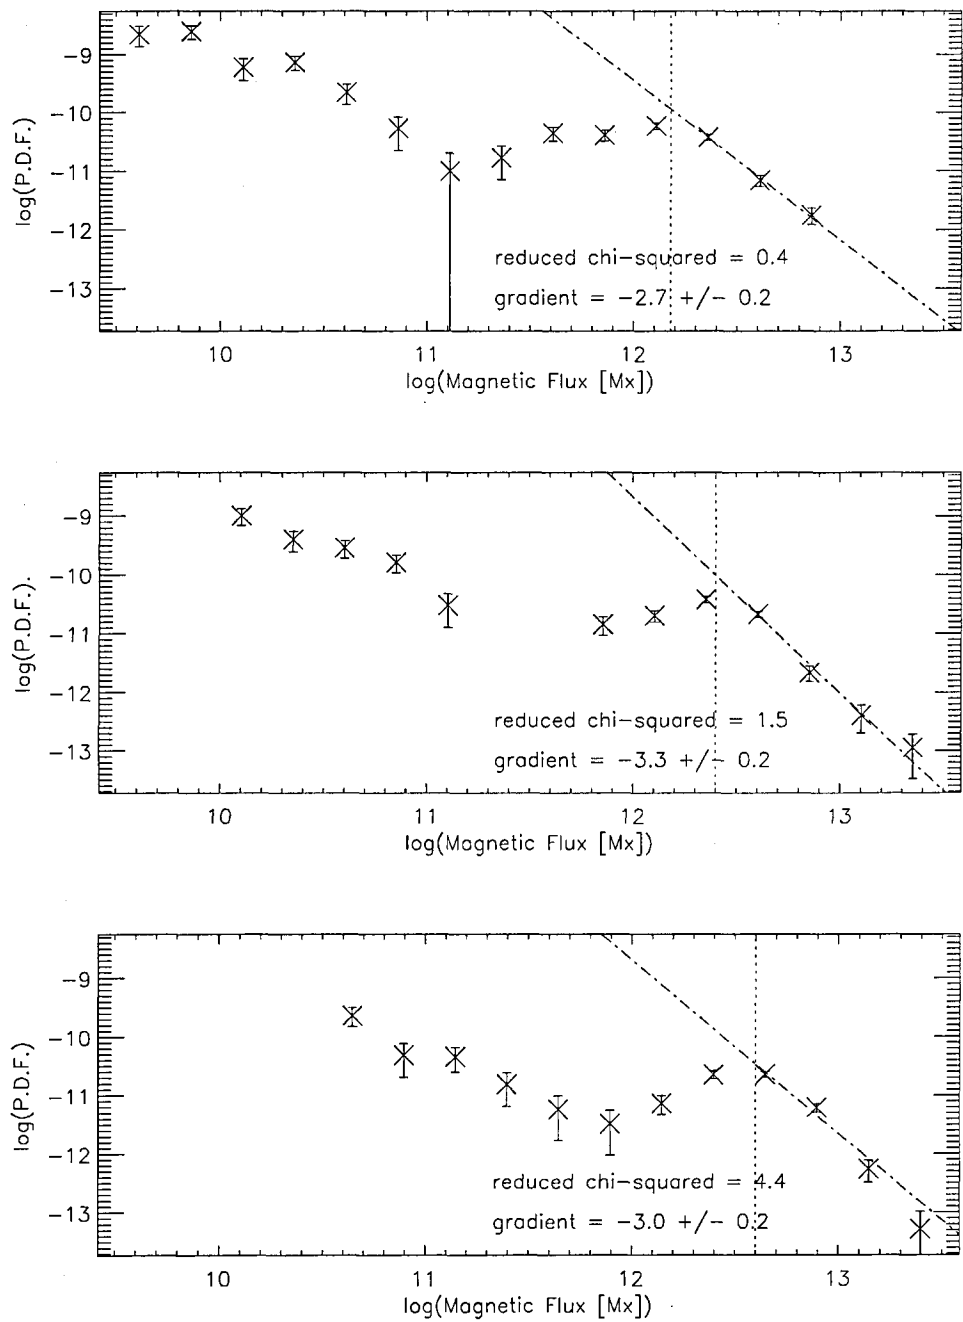 -9
-10
-11
-12
-13
log(P.D.F.)
reduced chi-squared = 0.4
gradient = -2.7 +/- 0.2
10 11 12 13
log(Magnetic Flux [Mx])
-9
-10
-11
-12
-13
log(P.D.F.).
reduced chi-squared = 1.5
gradient = -3.3 +/- 0.2
10 11 12 13
log(Magnetic Flux [Mx])
-9
-10
-11
-12
-13
log(P.D.F.)
reduced chi-squared = 4.4
gradient = -3.0 +/- 0.2
10 11 12 13
log(Magnetic Flux [Mx])